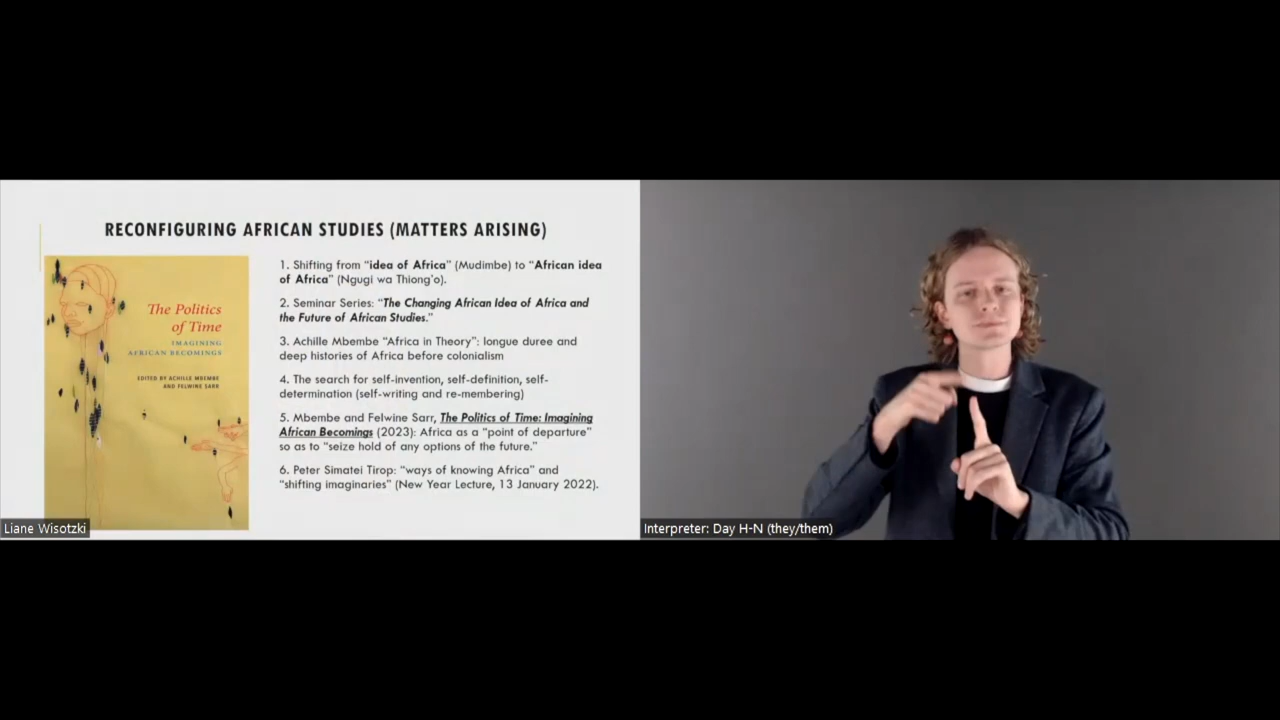 RECONFIGURING AFRICAN STUDIES (MATTERS ARISING)
The Politics
of Time
IMAGINING
AFRICAN BECOMINGS
EDITED BY ACHILLE MBEMBE
AND FELWINE SARR
1. Shifting from “idea of Africa” (Mudimbe) to “African idea
of Africa” (Ngugi wa Thiong’o).
2. Seminar Series: “The Changing African Idea of Africa and
the Future of African Studies.”
3. Achille Mbembe “Africa in Theory”: longue duree and
deep histories of Africa before colonialism
4. The search for self-invention, self-definition, self-
determination (self-writing and re-membering)
5. Mbembe and Felwine Sarr, The Politics of Time: Imagining
African Becomings (2023): Africa as a “point of departure”
so as to “seize hold of any options of the future.”
6. Peter Simatei Tirop: “ways of knowing Africa” and
“shifting imaginaries” (New Year Lecture, 13 January 2022).
Liane Wisotzki
Interpreter: Day H-N (they/them)